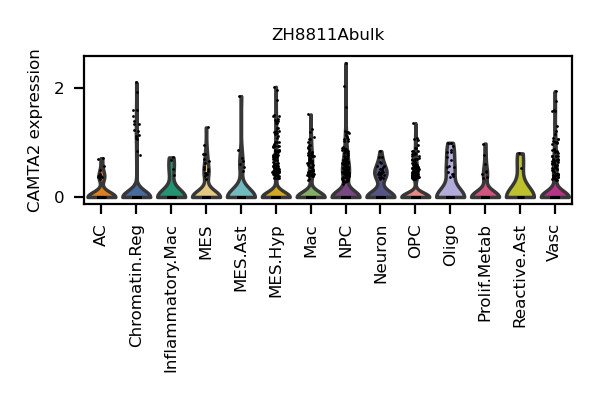 ZH8811Abulk
CAMTA2 expression
2
0
AC
Chromatin.Reg
Inflammatory.Mac
MES
MES.Ast
MES.Hyp
Mac
NPC
Neuron
OPC
Oligo
Prolif.Metab
Reactive.Ast
Vasc